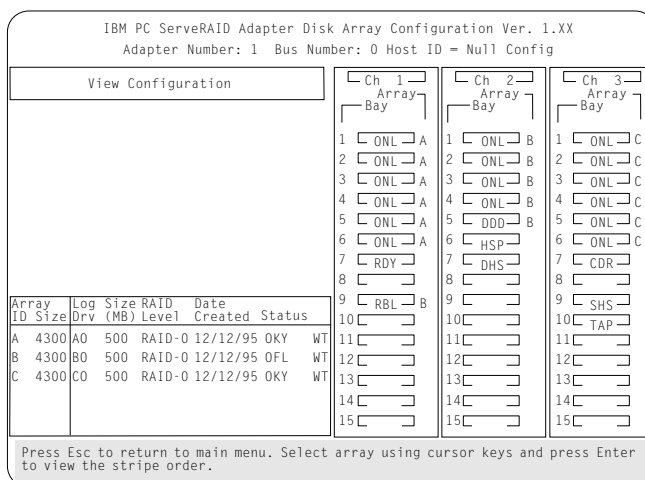 IBM PC ServeRAID Adapter Disk Array Configuration Ver. 1.XX
Adapter Number: 1 Bus Number: 0 Host ID = Null Config
View Configuration
Array Log Size RAID Date
ID Size Drv (MB) Level Created Status
A 4300 A0 500 RAID-0 12/12/95 OKY WT
B 4300 B0 500 RAID-0 12/12/95 OFL WT
C 4300 C0 500 RAID-0 12/12/95 OKY WT
Ch 1
Array
Bay
1 ONL A
2 ONL A
3 ONL A
4 ONL A
5 ONL A
6 ONL A
7 RDY
8
9 RBL B
10
11
12
13
14
15
Ch 2
Array
Bay
1 ONL B
2 ONL B
3 ONL B
4 ONL B
5 DDD B
6 HSP
7 DHS
8
9
10
11
12
13
14
15
Ch 3
Array
Bay
1 ONL C
2 ONL C
3 ONL C
4 ONL C
5 ONL C
6 ONL C
7 CDR
8
9 SHS
10 TAP
11
12
13
14
15
Press Esc to return to main menu. Select array using cursor keys and press Enter
to view the stripe order.